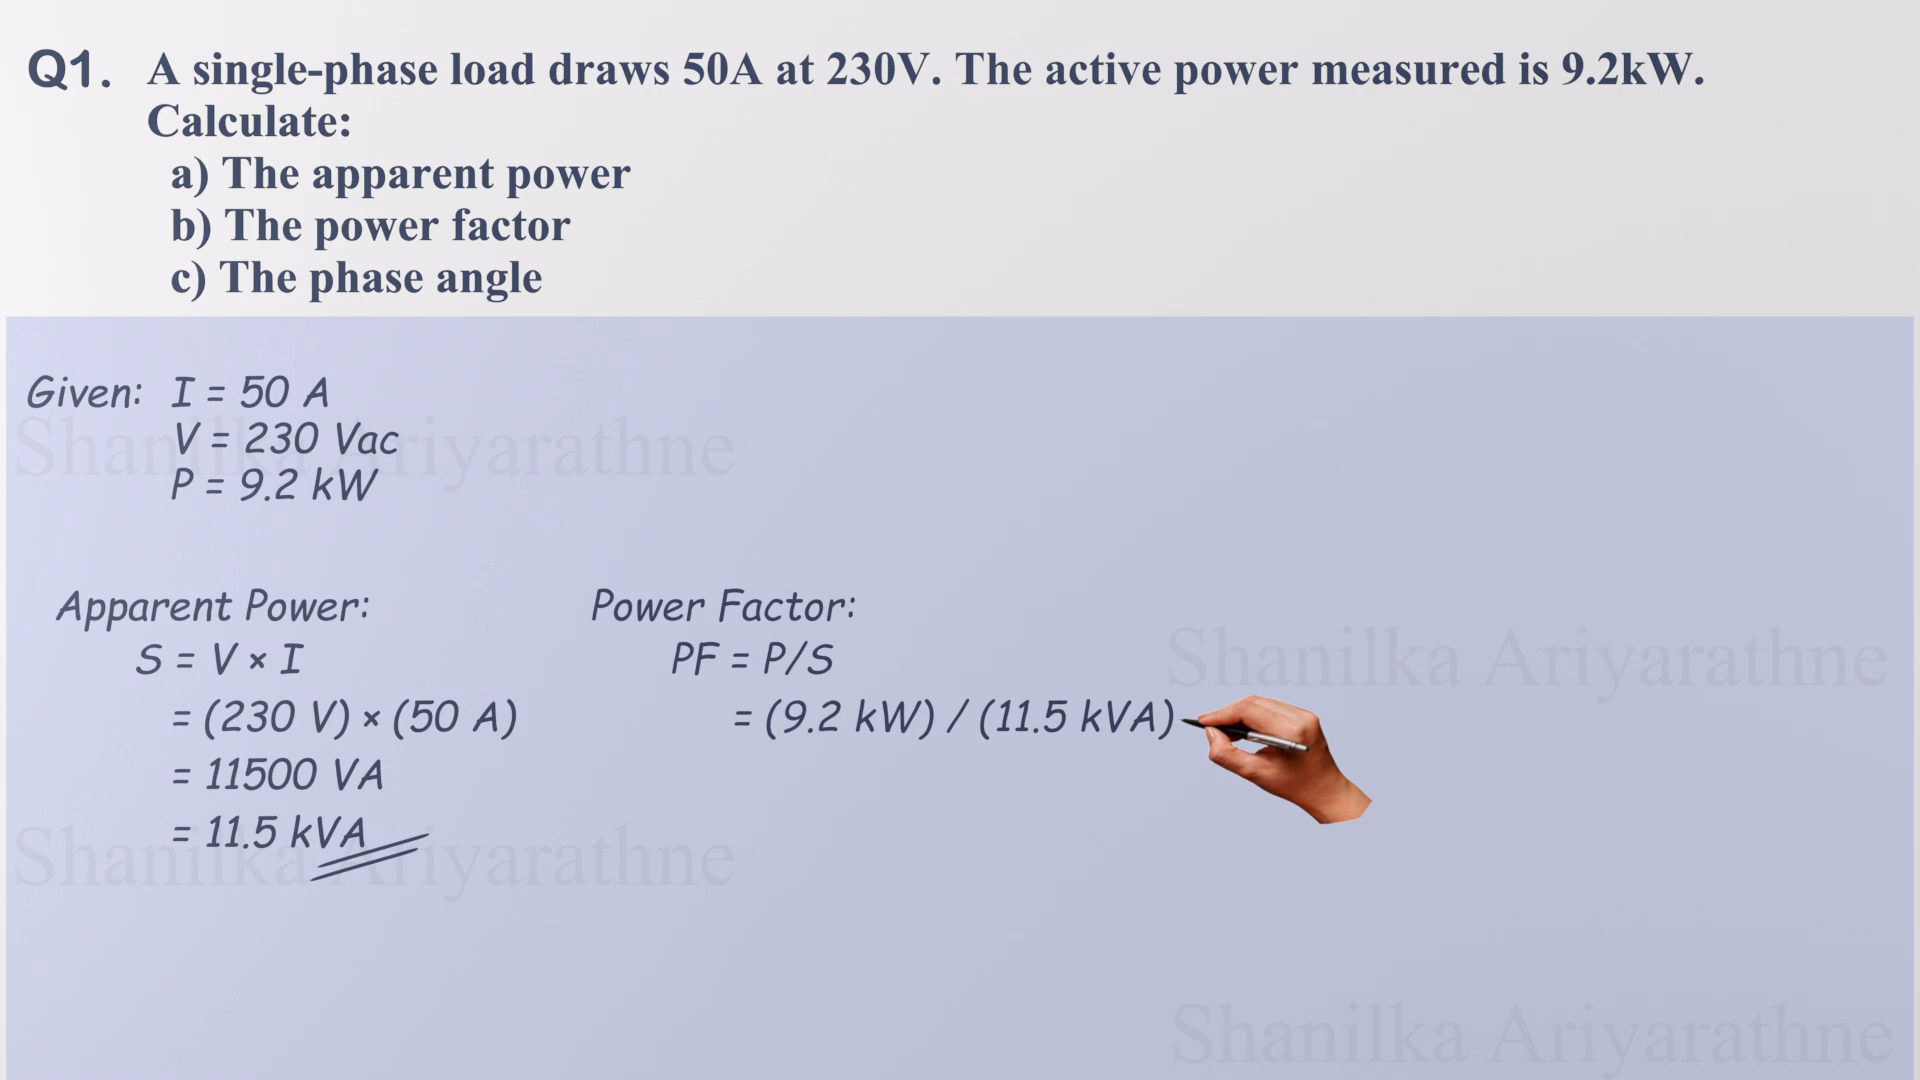 Q1. A single-phase load draws 50A at 230V. The active power measured is 9.2kW.
Calculate:
a) The apparent power
b) The power factor
c) The phase angle
Given: I = 50 A
V = 230 Vac
P = 9.2 kW
Shanilka Ariyarathne
Apparent Power:
S = V × I
= (230 V) × (50 A)
= 11500 VA
= 11.5 kVA
Power Factor:
PF = P/S
= (9.2 kW) / (11.5 kVA)
Shanilka Ariyarathne
Shanilka Ariyarathne
Shanilka Ariyarathne